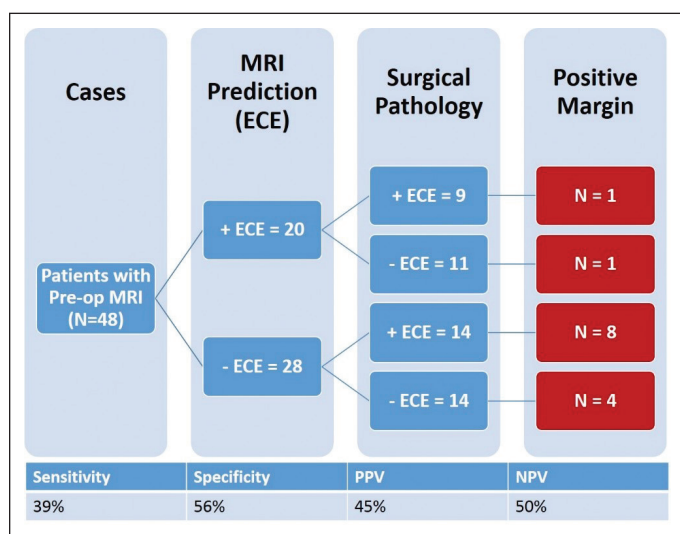 Cases
MRI
Prediction
(ECE)
Surgical
Pathology
Positive
Margin
Patients with
Pre-op MRI
(N=48)
+ ECE = 20
- ECE = 28
+ ECE = 9
- ECE = 11
+ ECE = 14
- ECE = 14
N = 1
N = 1
N = 8
N = 4
Sensitivity Specificity PPV NPV
39% 56% 45% 50%